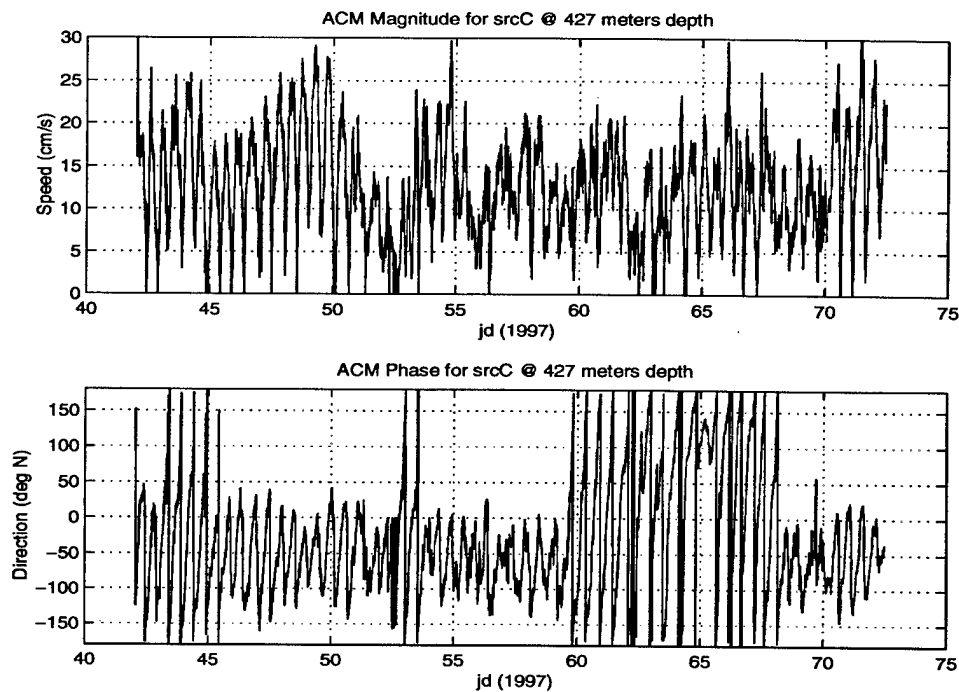 ACM Magnitude for srcC @ 427 meters depth
30
25
20
15
10
5
0
Speed (cm/s)
40 45 50 55 60 65 70 75
jd (1997)
ACM Phase for srcC @ 427 meters depth
150
100
50
0
−50
−100
−150
Direction (deg N)
40 45 50 55 60 65 70 75
jd (1997)